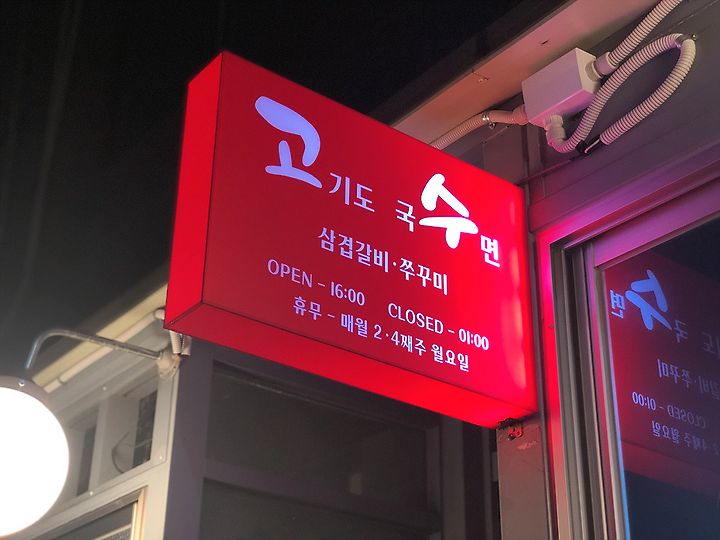 고기도 국수면
삼겹갈비·쭈꾸미
OPEN - 16:00 CLOSED - 01:00
휴무 - 매월 2·4째주 월요일